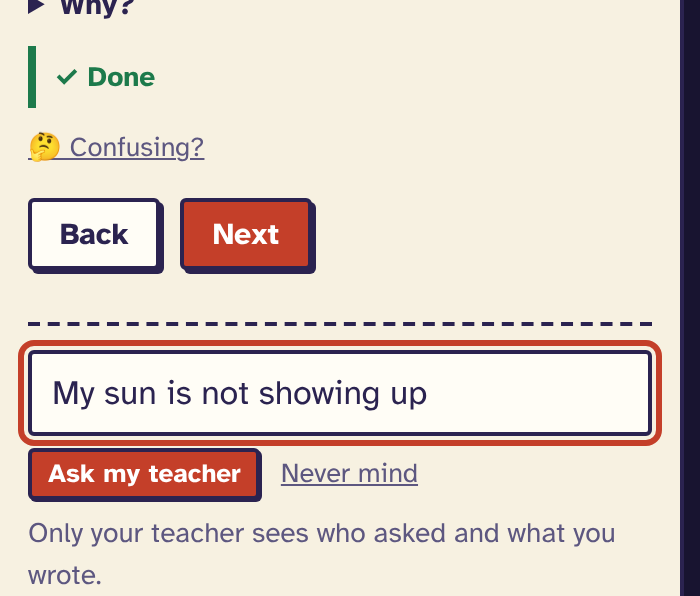 ▶ Why?
✓ Done
🤔 Confusing?
Back Next
My sun is not showing up
Ask my teacher Never mind
Only your teacher sees who asked and what you
wrote.